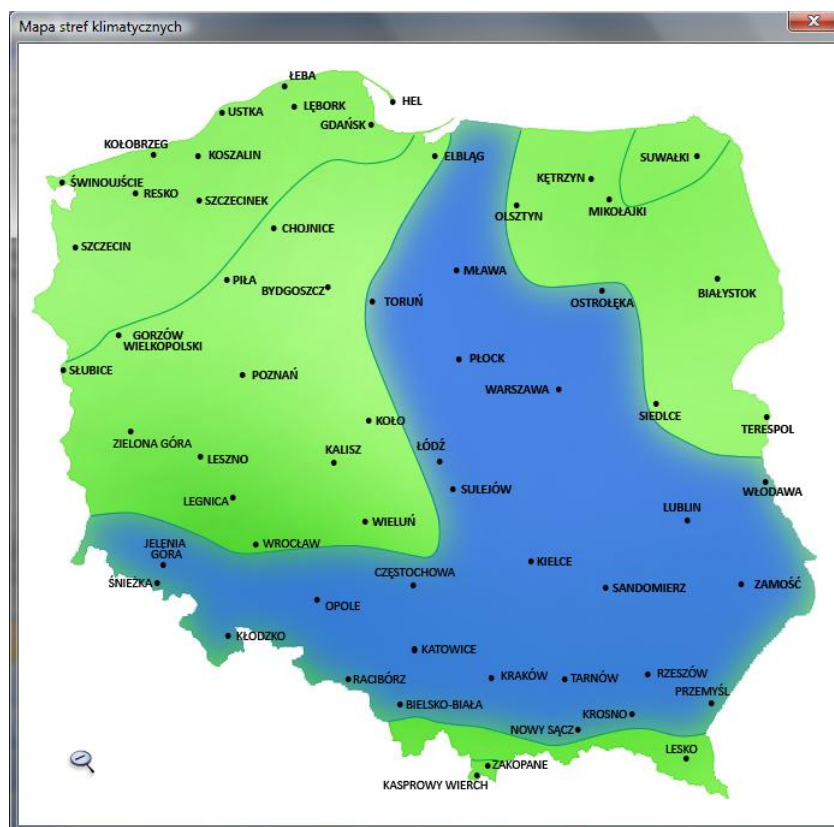 Mapa stref klimatycznych
ŁEBA
HEL
LĘBORK
USTKA
GDAŃSK
KOŁOBRZEG
KOSZALIN
ELBLĄG
SUWAŁKI
ŚWINOUJŚCIE
KĘTRZYN
RESKO
SZCZECINEK
OLSZTYN
MIKOŁAJKI
CHOJNICE
SZCZECIN
MŁAWA
PIŁA
BYDGOSZCZ
BIAŁYSTOK
TORUŃ
OSTROŁĘKA
GORZÓW
WIELKOPOLSKI
SŁUBICE
POZNAŃ
PŁOCK
WARSZAWA
KOŁO
SIEDLCE
TERESPOL
ZIELONA GÓRA
ŁÓDŹ
LESZNO
KALISZ
SULEJÓW
WŁODAWA
LEGNICA
LUBLIN
WIELUŃ
JELENIA
GÓRA
WROCŁAW
KIELCE
CZĘSTOCHOWA
ŚNIEŻKA
SANDOMIERZ
ZAMOŚĆ
OPOLE
KŁODZKO
KATOWICE
RACIBÓRZ
KRAKÓW
TARNÓW
RZESZÓW
PRZEMYŚL
BIELSKO-BIAŁA
KROSNO
NOWY SĄCZ
LESKO
ZAKOPANE
KASPROWY WIERCH